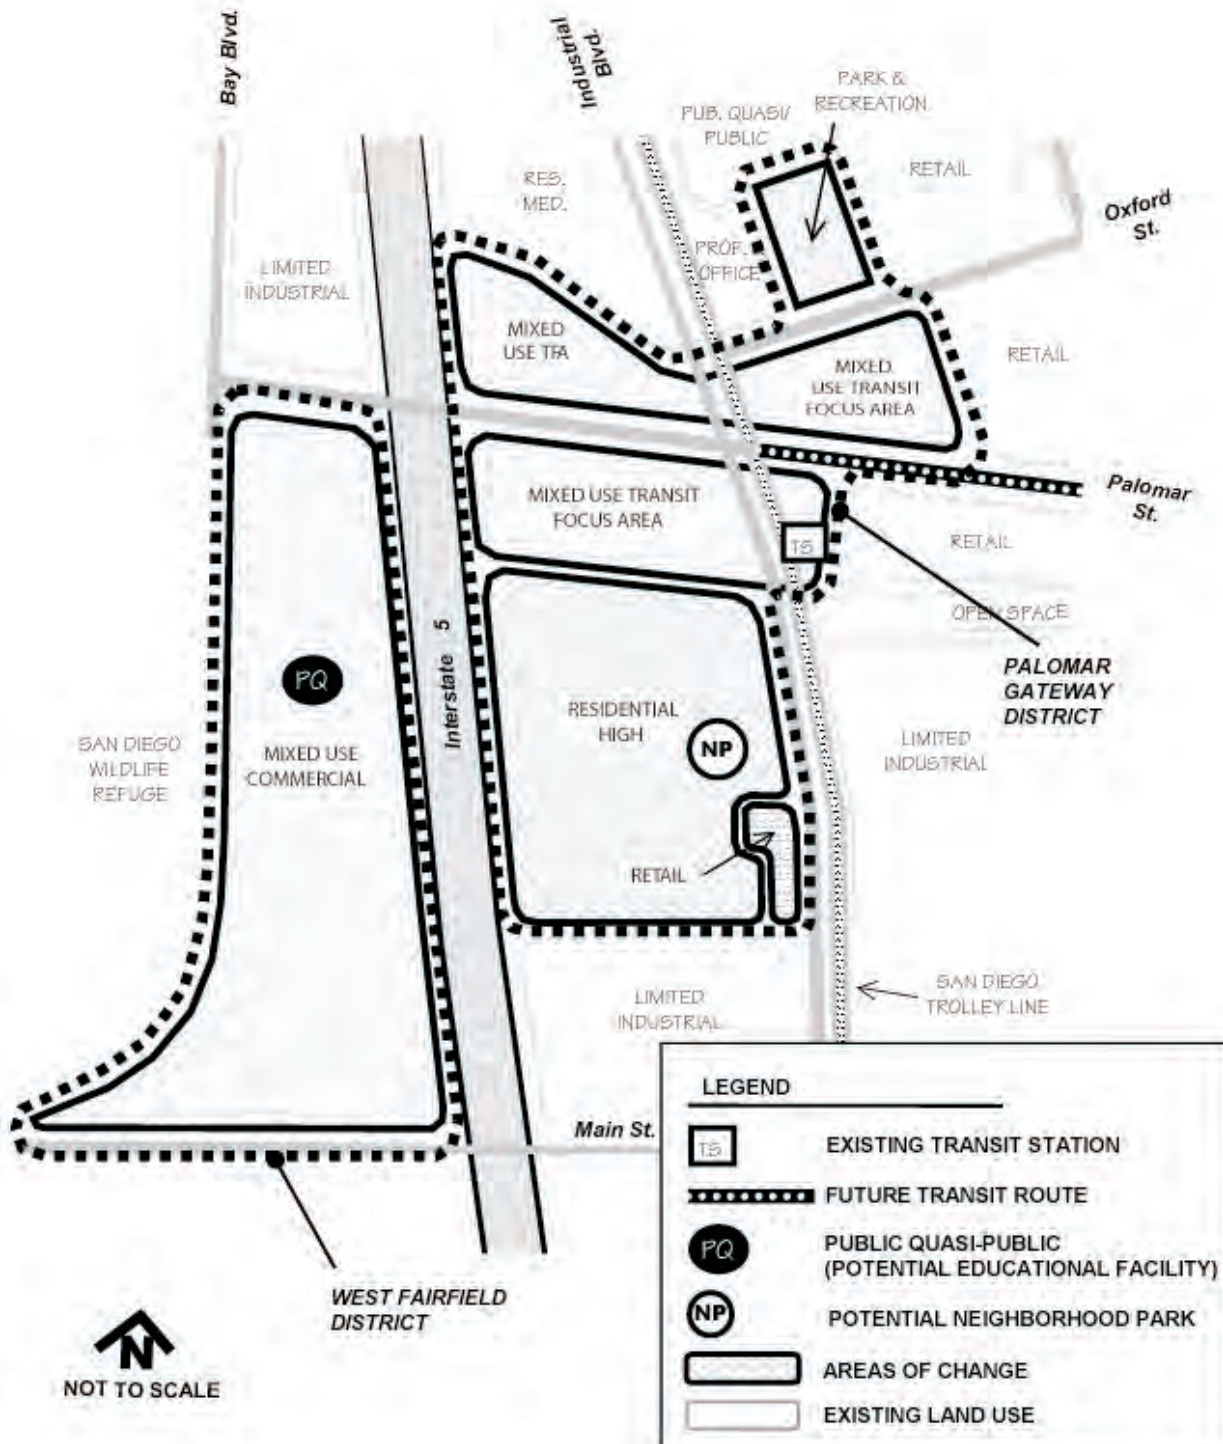 Bay Blvd.
Industrial
Blvd.
PARK &
RECREATION
PUB. QUASI/
PUBLIC
RETAIL
RES.
MED.
Oxford
St.
PROF.
OFFICE
LIMITED
INDUSTRIAL
MIXED
USE TFA
RETAIL
MIXED
USE TRANSIT
FOCUS AREA
Palomar
St.
MIXED USE TRANSIT
FOCUS AREA
TS
RETAIL
OPEN SPACE
PALOMAR
GATEWAY
DISTRICT
Interstate 5
PQ
RESIDENTIAL
HIGH
NP
SAN DIEGO
WILDLIFE
REFUGE
MIXED USE
COMMERCIAL
LIMITED
INDUSTRIAL
RETAIL
SAN DIEGO
TROLLEY LINE
LIMITED
INDUSTRIAL
Main St.
WEST FAIRFIELD
DISTRICT
N
NOT TO SCALE
LEGEND
TS EXISTING TRANSIT STATION
FUTURE TRANSIT ROUTE
PQ PUBLIC QUASI-PUBLIC
(POTENTIAL EDUCATIONAL FACILITY)
NP POTENTIAL NEIGHBORHOOD PARK
AREAS OF CHANGE
EXISTING LAND USE